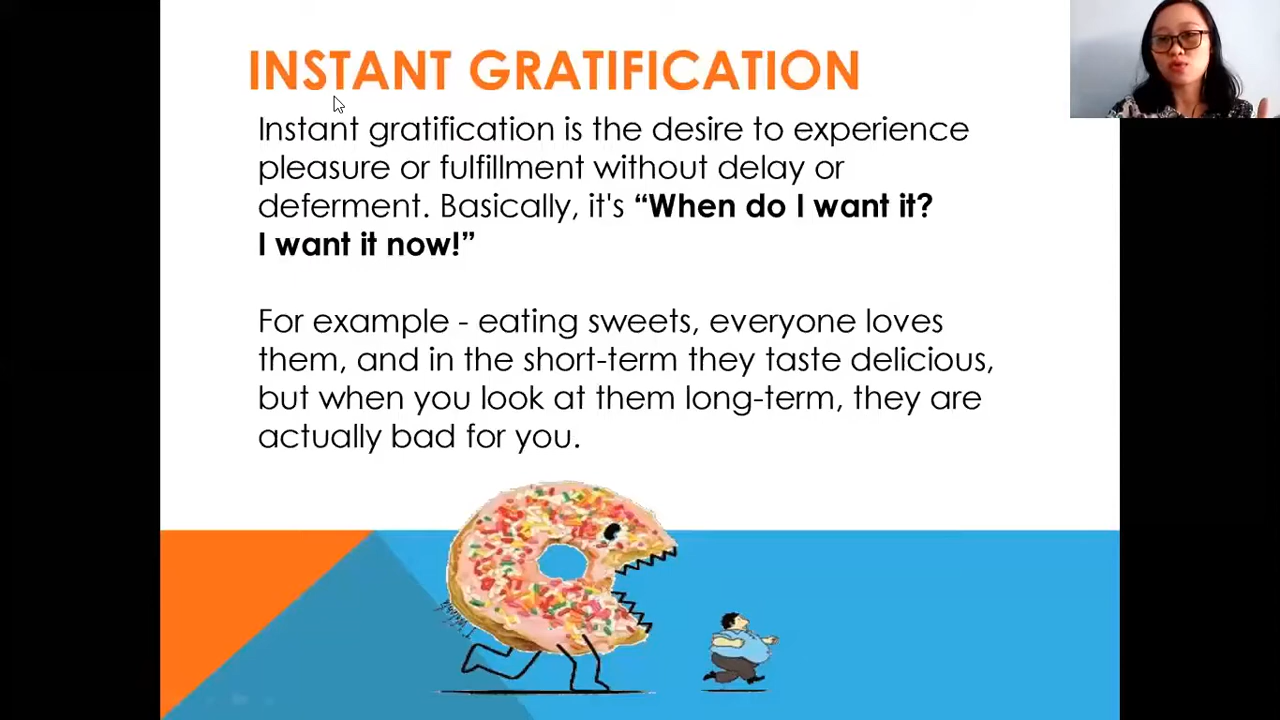 INSTANT GRATIFICATION
Instant gratification is the desire to experience
pleasure or fulfillment without delay or
deferment. Basically, it's “When do I want it?
I want it now!”
For example - eating sweets, everyone loves
them, and in the short-term they taste delicious,
but when you look at them long-term, they are
actually bad for you.